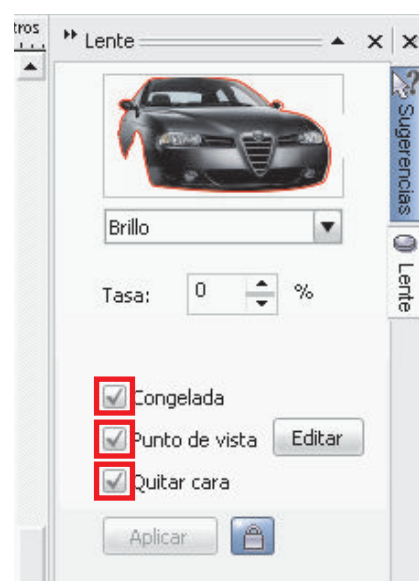 tros
Lente
Sugerencias
Lente
Brillo
Tasa: 0 %
Congelada
Punto de vista Editar
Quitar cara
Aplicar